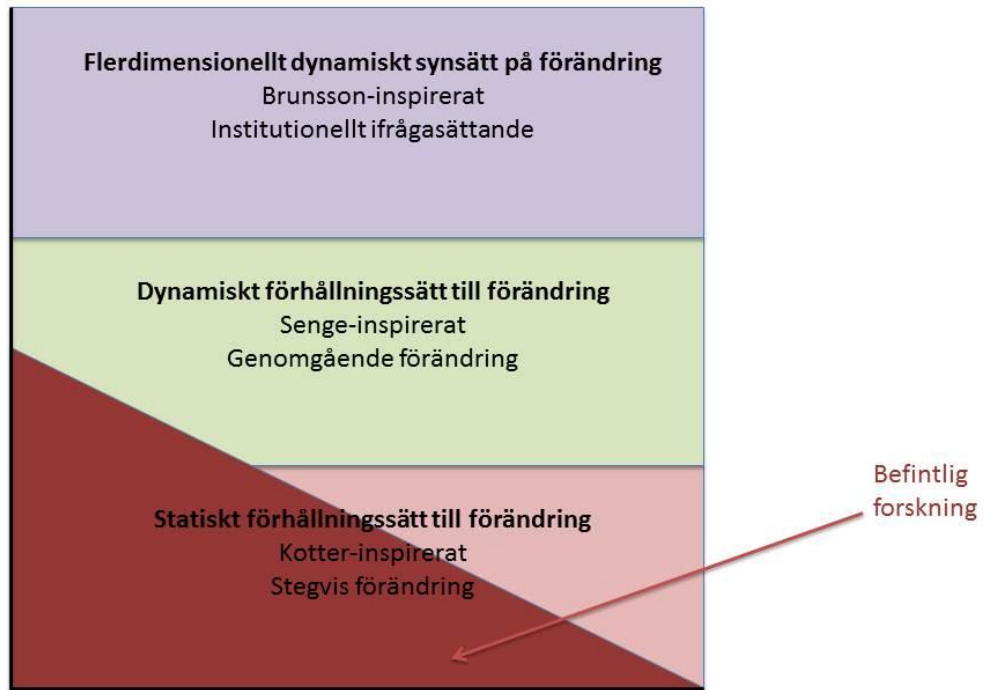 Flerdimensionellt dynamiskt synsätt på förändring
Brunsson-inspirerat
Institutionellt ifrågasättande
Dynamiskt förhållningssätt till förändring
Senge-inspirerat
Genomgående förändring
Statiskt förhållningssätt till förändring
Kotter-inspirerat
Stegvis förändring
Befintlig
forskning